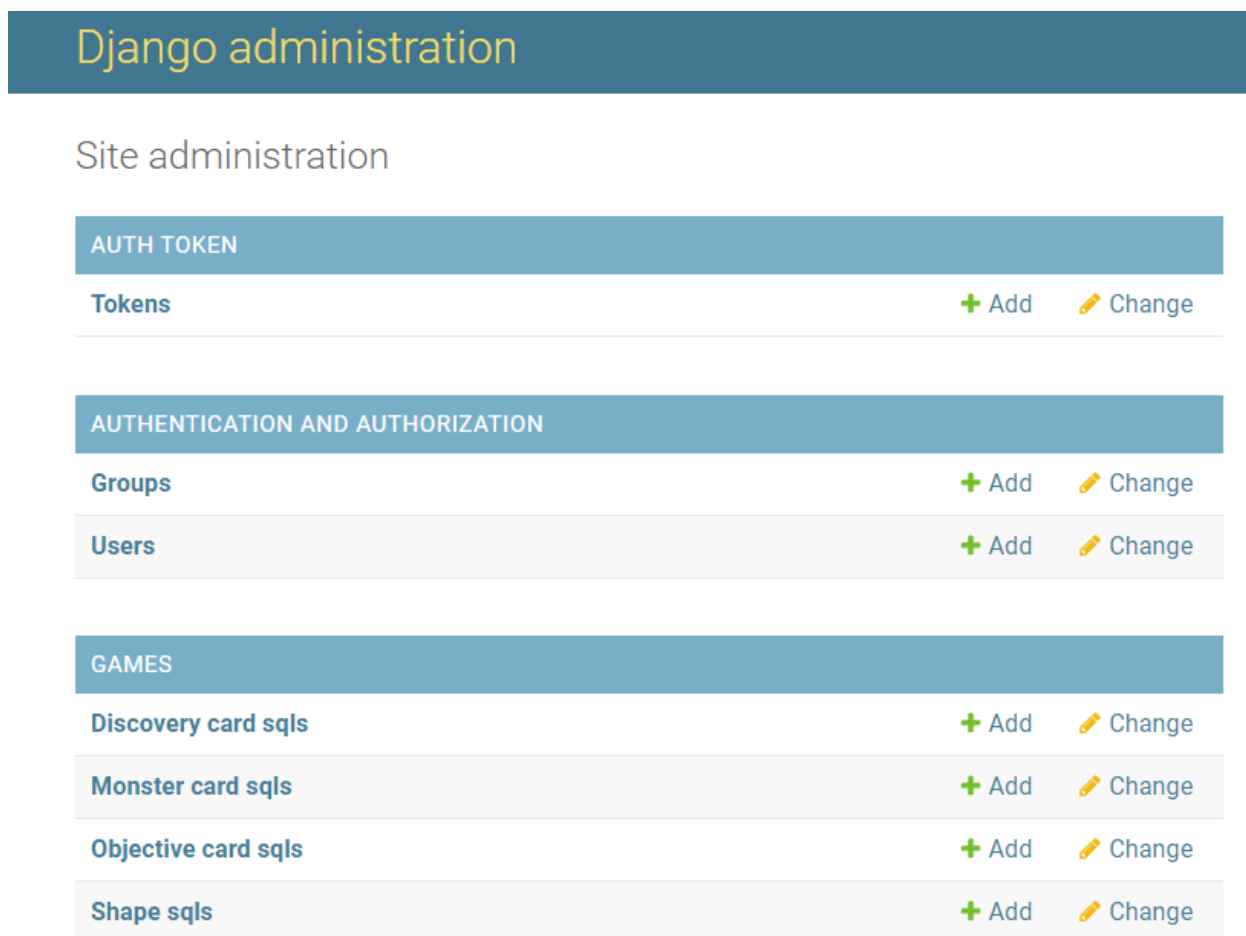 Django administration
Site administration
AUTH TOKEN
Tokens Add Change
AUTHENTICATION AND AUTHORIZATION
Groups Add Change
Users Add Change
GAMES
Discovery card sqls Add Change
Monster card sqls Add Change
Objective card sqls Add Change
Shape sqls Add Change